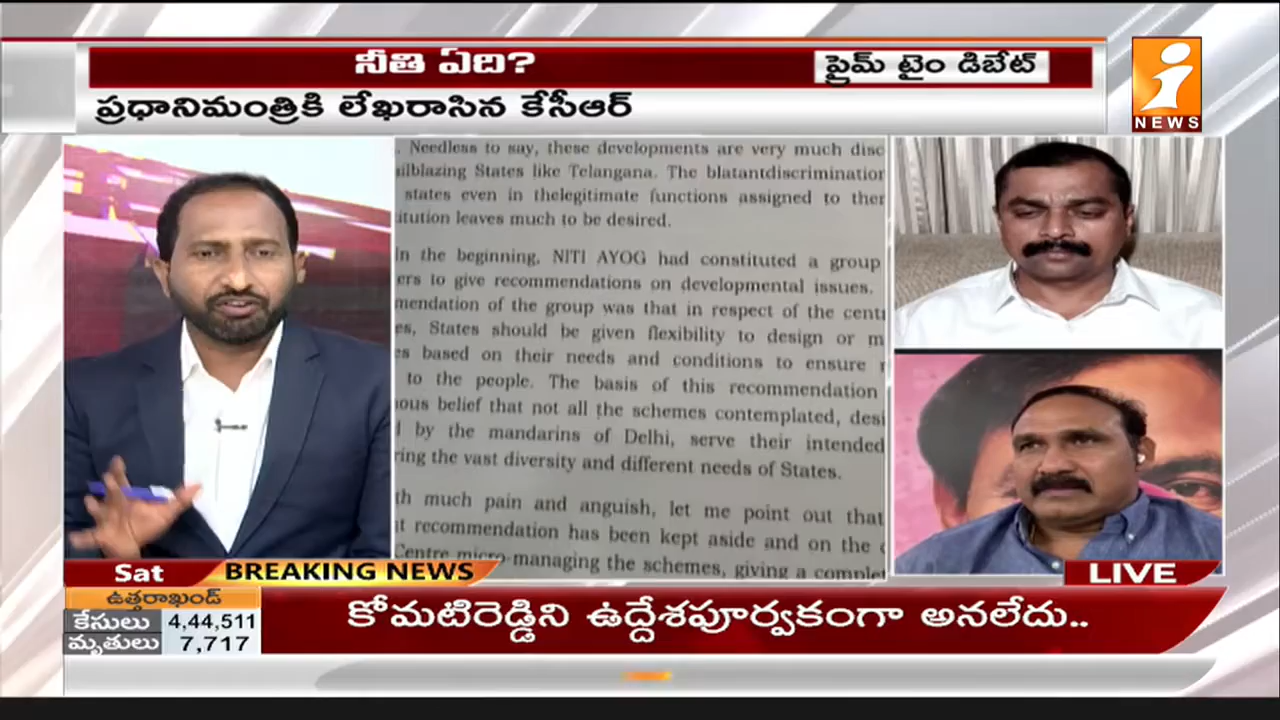 నీతి ఏది?
ప్రైమ్ టైం డిబేట్
ప్రధానిమంత్రికి లేఖరాసిన కేసీఆర్
i
NEWS
. Needless to say, these developments are very much disc
ailblazing States like Telangana. The blatantdiscrimination
states even in thelegitimate functions assigned to ther
itution leaves much to be desired.
In the beginning, NITI AYOG had constituted a group
ers to give recommendations on developmental issues.
mendation of the group was that in respect of the centr
es, States should be given flexibility to design or m
es based on their needs and conditions to ensure
to the people. The basis of this recommendation
nous belief that not all the schemes contemplated, desi
by the mandarins of Delhi, serve their intended
ring the vast diversity and different needs of States.
th much pain and anguish, let me point out that
t recommendation has been kept aside and on the
Centre micro-managing the schemes, giving a complet
LIVE
Sat
BREAKING NEWS
ఉత్తరాఖండ్
కేసులు 4,44,511
మృతులు 7,717
కోమటిరెడ్డిని ఉద్దేశపూర్వకంగా అనలేదు..